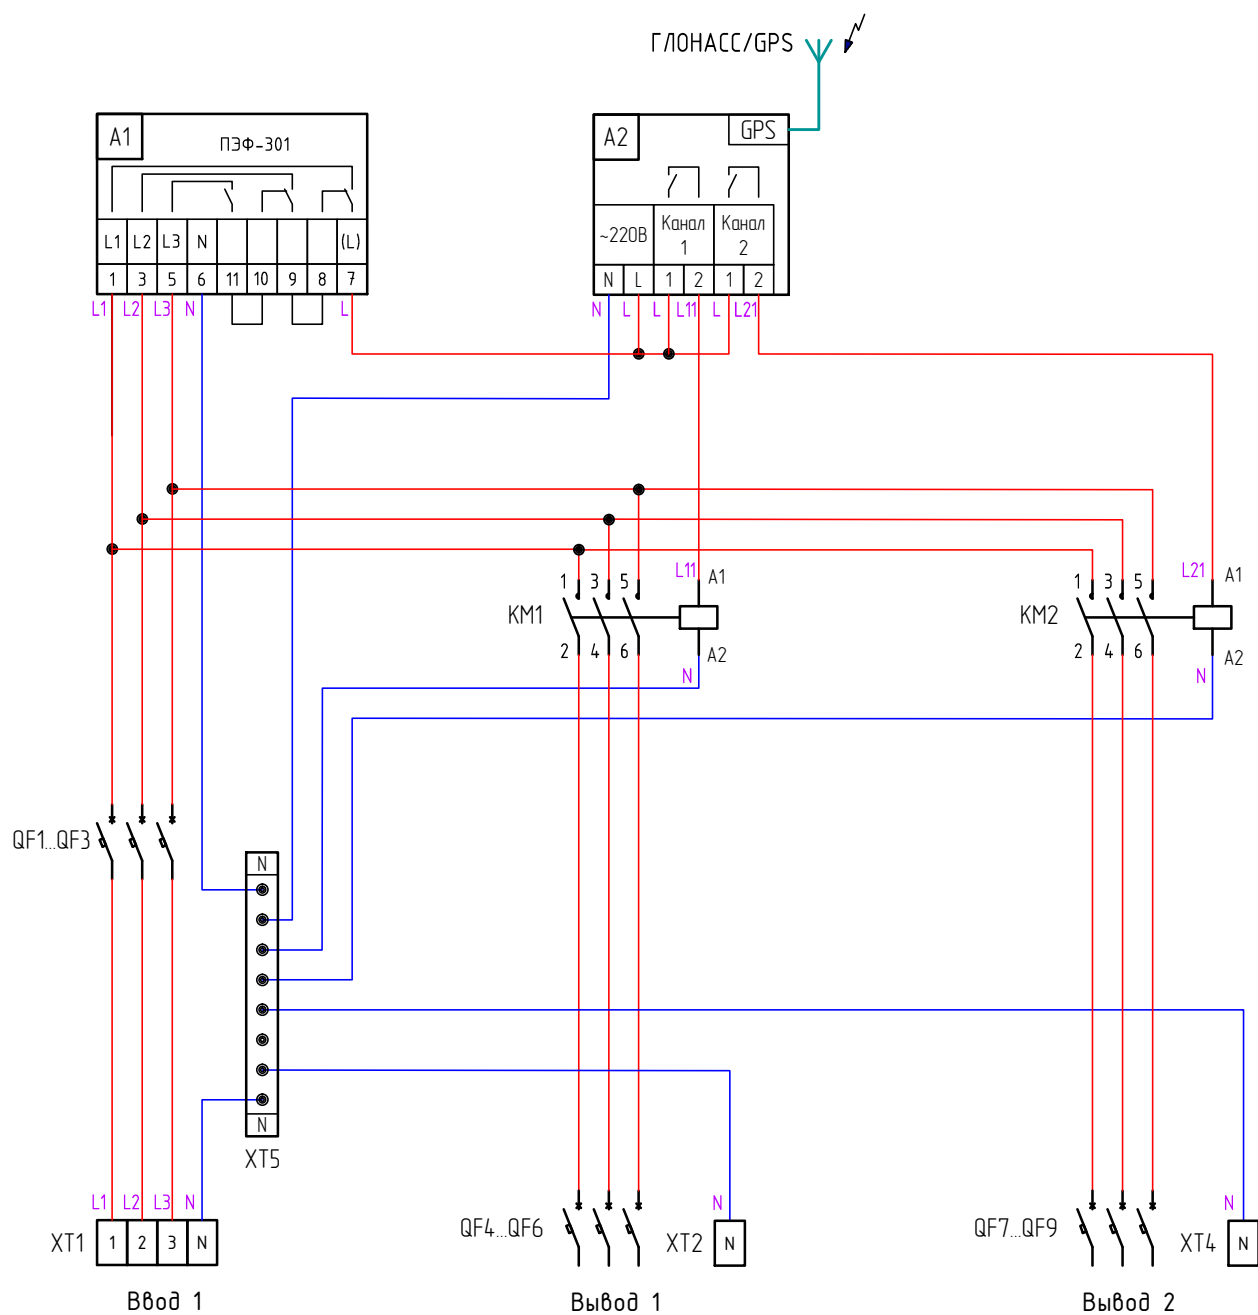 ГЛОНАСС/GPS
A1
ПЭФ-301
L1 L2 L3 N (L)
1 3 5 6 11 10 9 8 7
L1 L2 L3 N L
A2
GPS
~220В
Канал 1
Канал 2
N L 1 2 1 2
N L L L11 L L21
L11
A1
1 3 5
KM1
2 4 6
A2
N
L21
A1
1 3 5
KM2
2 4 6
A2
N
QF1...QF3
N
N
XT5
L1 L2 L3 N
XT1
1 2 3 N
Ввод 1
QF4...QF6
N
XT2
N
Вывод 1
QF7...QF9
N
XT4
N
Вывод 2